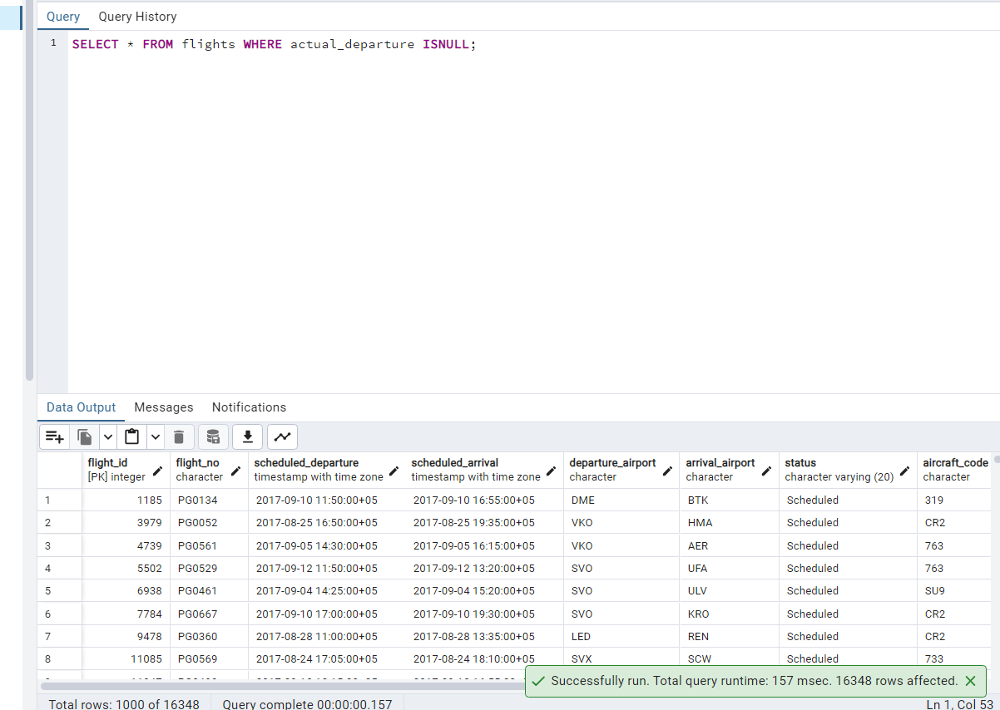 Query Query History
1 SELECT * FROM flights WHERE actual_departure ISNULL;
Data Output Messages Notifications
flight_id flight_no scheduled_departure scheduled_arrival departure_airport arrival_airport status aircraft_code
[PK] integer character timestamp with time zone timestamp with time zone character character character varying (20) character
1 1185 PG0134 2017-09-10 11:50:00+05 2017-09-10 16:55:00+05 DME BTK Scheduled 319
2 3979 PG0052 2017-08-25 16:50:00+05 2017-08-25 19:35:00+05 VKO HMA Scheduled CR2
3 4739 PG0561 2017-09-05 14:30:00+05 2017-09-05 16:15:00+05 VKO AER Scheduled 763
4 5502 PG0529 2017-09-12 11:50:00+05 2017-09-12 13:20:00+05 SVO UFA Scheduled 763
5 6938 PG0461 2017-09-04 14:25:00+05 2017-09-04 15:20:00+05 SVO ULV Scheduled SU9
6 7784 PG0667 2017-09-10 17:00:00+05 2017-09-10 19:30:00+05 SVO KRO Scheduled CR2
7 9478 PG0360 2017-08-28 11:00:00+05 2017-08-28 13:35:00+05 LED REN Scheduled CR2
8 11085 PG0569 2017-08-24 17:05:00+05 2017-08-24 18:10:00+05 SVX SCW Scheduled 733
Successfully run. Total query runtime: 157 msec. 16348 rows affected.
Total rows: 1000 of 16348 Query complete 00:00:00.157 Ln 1, Col 53